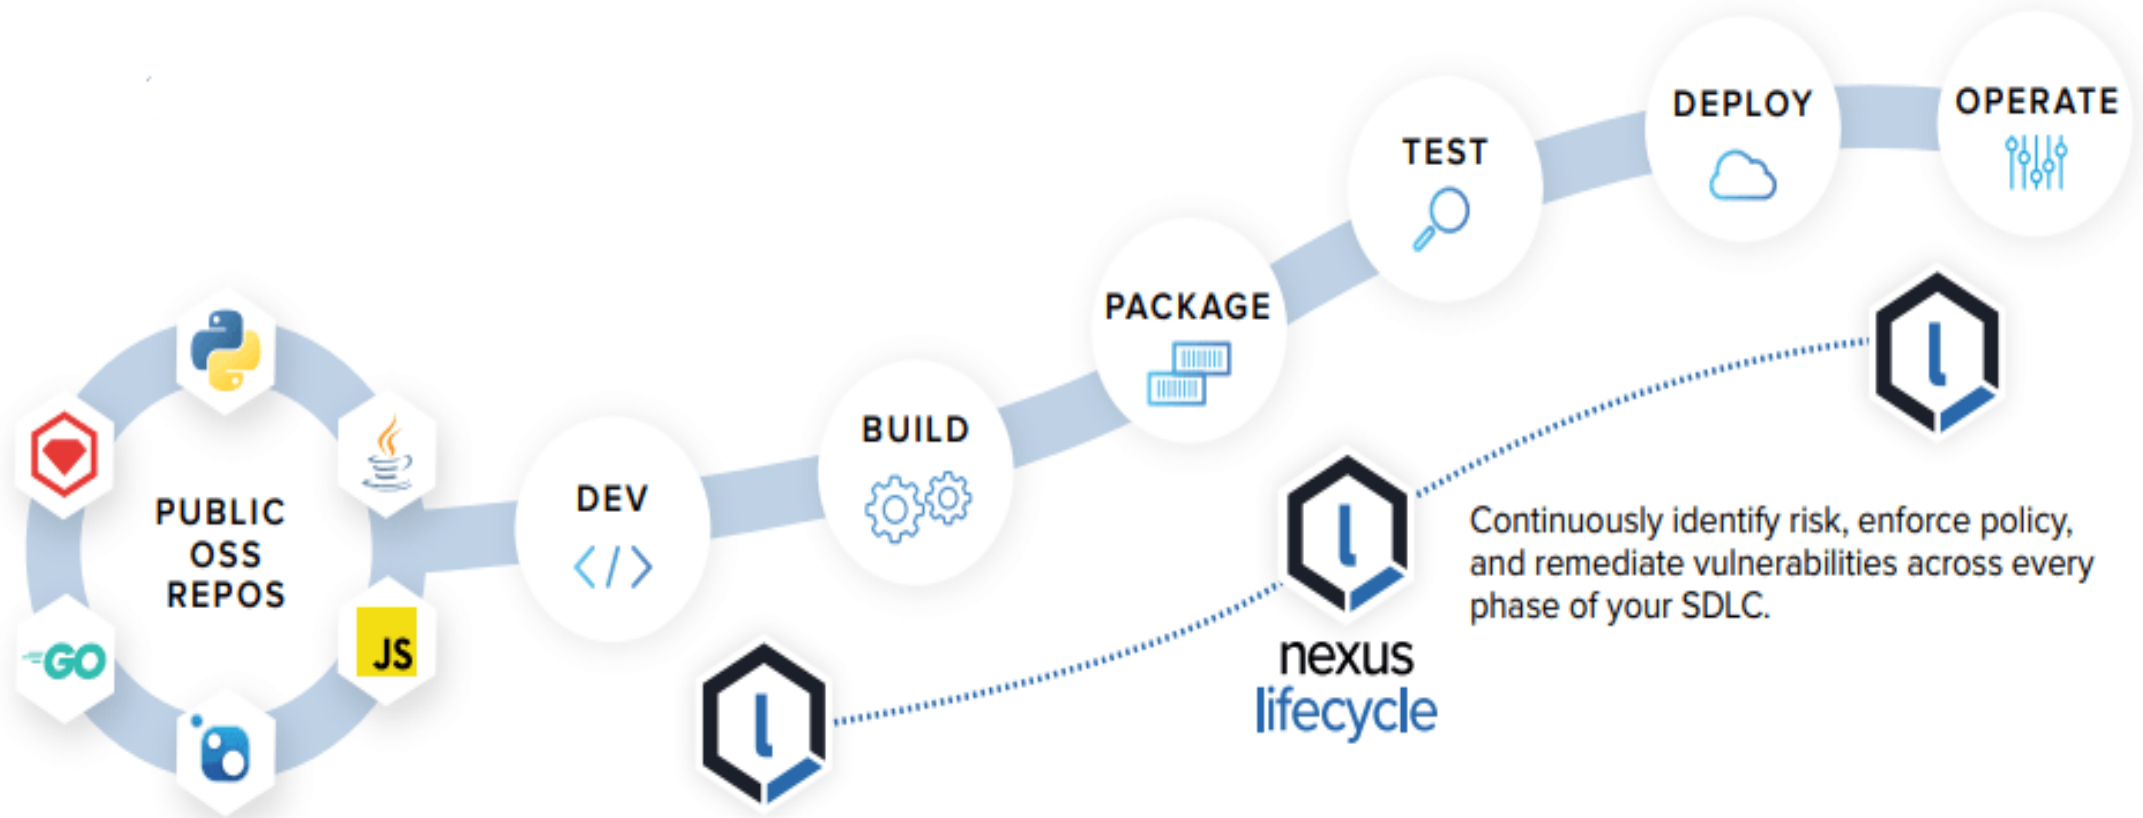 PUBLIC
OSS
REPOS
GO
JS
DEV
</>
BUILD
PACKAGE
TEST
DEPLOY
OPERATE
l
l
l
nexus
lifecycle
Continuously identify risk, enforce policy,
and remediate vulnerabilities across every
phase of your SDLC.